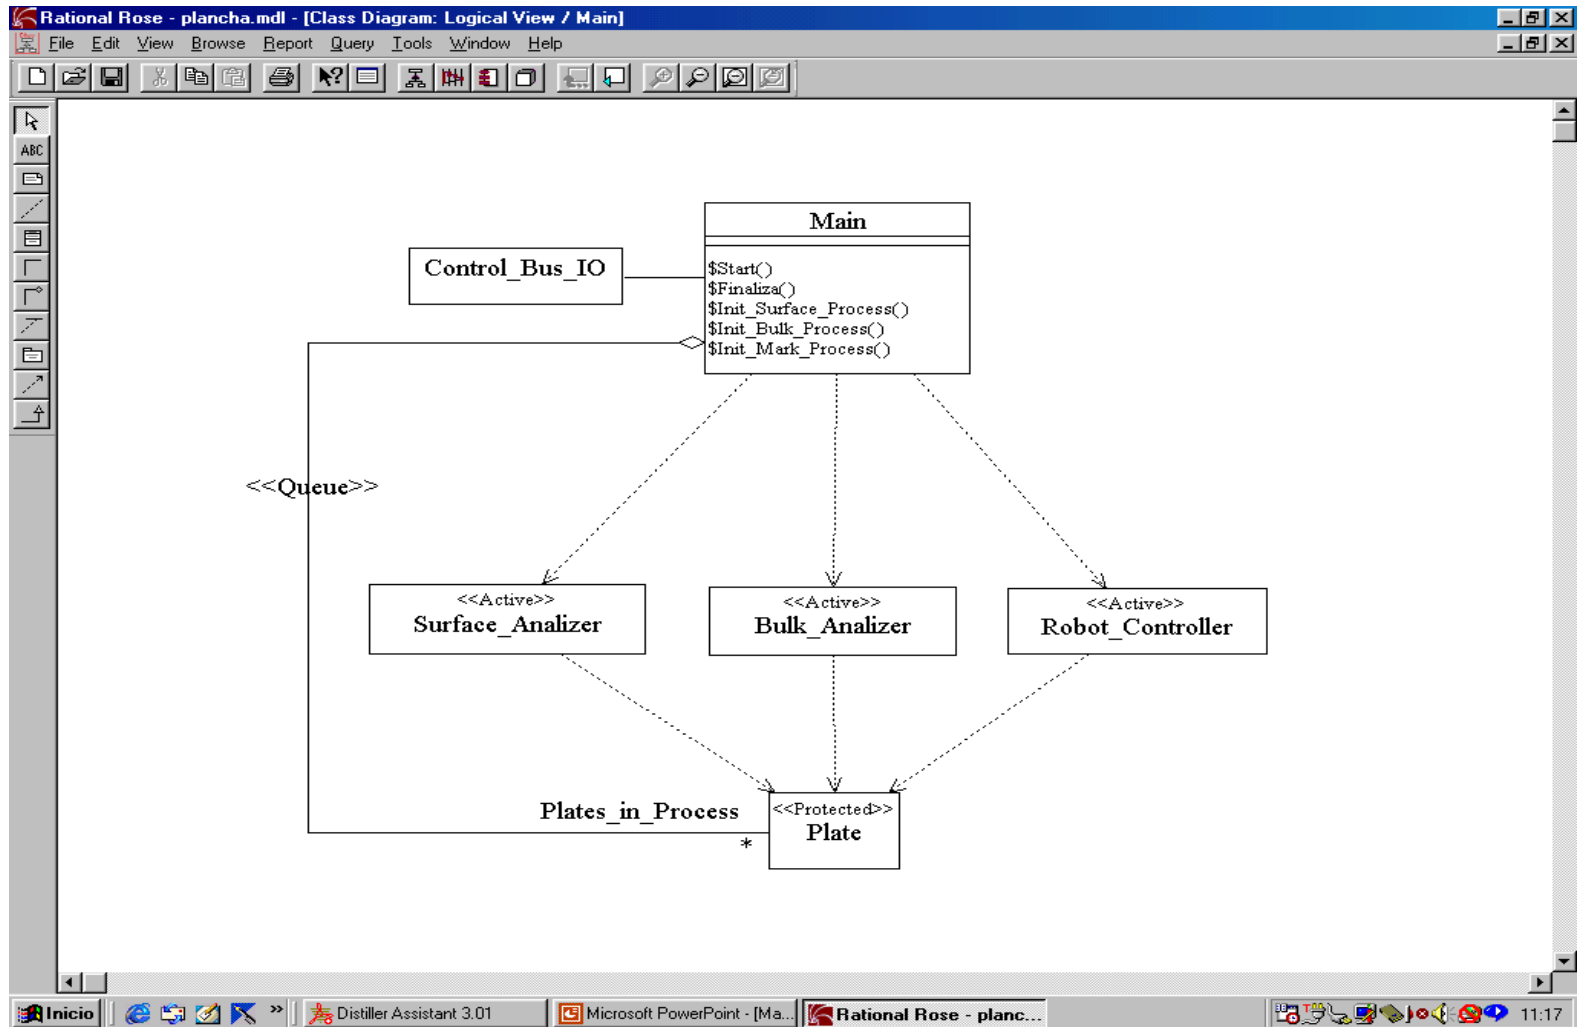 Rational Rose - plancha.mdl - [Class Diagram: Logical View / Main]
File Edit View Browse Report Query Tools Window Help
ABC
Main
$Start()
$Finaliza()
$Init_Surface_Process()
$Init_Bulk_Process()
$Init_Mark_Process()
Control_Bus_IO
<<Queue>>
<<Active>>
Surface_Analizer
<<Active>>
Bulk_Analizer
<<Active>>
Robot_Controller
Plates_in_Process
*
<<Protected>>
Plate
Inicio
»
Distiller Assistant 3.01
Microsoft PowerPoint - [Ma...
Rational Rose - planc...
11:17